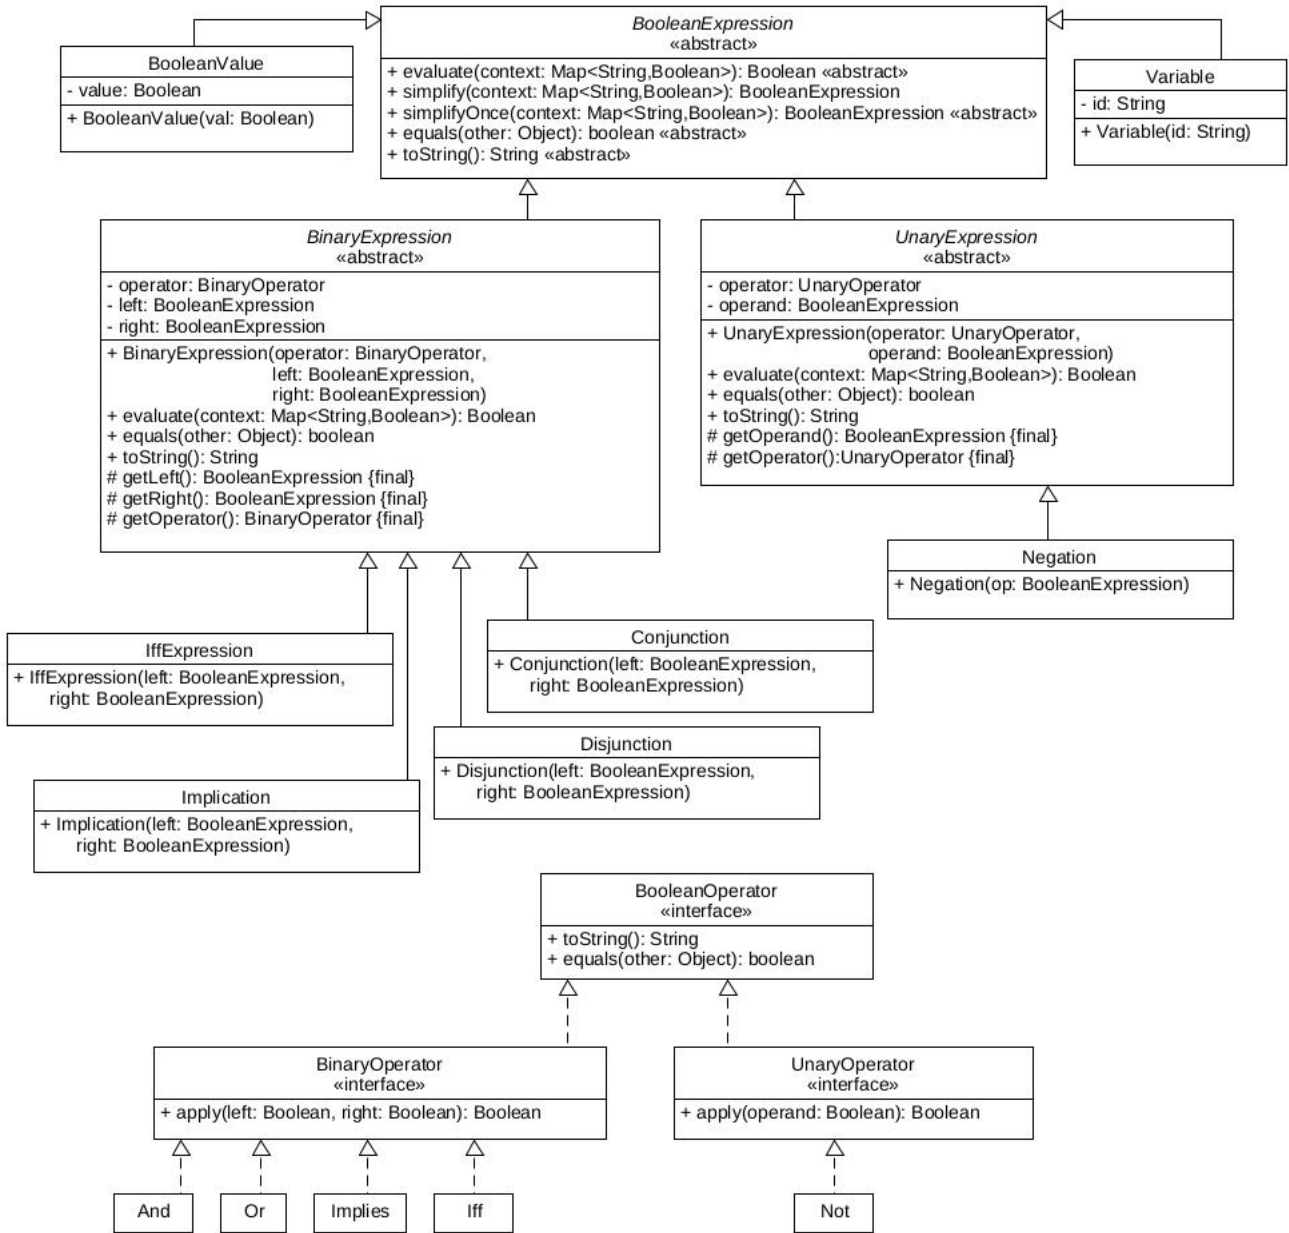 BooleanExpression
«abstract»
+ evaluate(context: Map<String,Boolean>): Boolean «abstract»
+ simplify(context: Map<String,Boolean>): BooleanExpression
+ simplifyOnce(context: Map<String,Boolean>): BooleanExpression «abstract»
+ equals(other: Object): boolean «abstract»
+ toString(): String «abstract»
BooleanValue
- value: Boolean
+ BooleanValue(val: Boolean)
Variable
- id: String
+ Variable(id: String)
BinaryExpression
«abstract»
- operator: BinaryOperator
- left: BooleanExpression
- right: BooleanExpression
+ BinaryExpression(operator: BinaryOperator,
left: BooleanExpression,
right: BooleanExpression)
+ evaluate(context: Map<String,Boolean>): Boolean
+ equals(other: Object): boolean
+ toString(): String
# getLeft(): BooleanExpression {final}
# getRight(): BooleanExpression {final}
# getOperator(): BinaryOperator {final}
UnaryExpression
«abstract»
- operator: UnaryOperator
- operand: BooleanExpression
+ UnaryExpression(operator: UnaryOperator,
operand: BooleanExpression)
+ evaluate(context: Map<String,Boolean>): Boolean
+ equals(other: Object): boolean
+ toString(): String
# getOperand(): BooleanExpression {final}
# getOperator():UnaryOperator {final}
Negation
+ Negation(op: BooleanExpression)
IffExpression
+ IffExpression(left: BooleanExpression,
right: BooleanExpression)
Conjunction
+ Conjunction(left: BooleanExpression,
right: BooleanExpression)
Disjunction
+ Disjunction(left: BooleanExpression,
right: BooleanExpression)
Implication
+ Implication(left: BooleanExpression,
right: BooleanExpression)
BooleanOperator
«interface»
+ toString(): String
+ equals(other: Object): boolean
BinaryOperator
«interface»
+ apply(left: Boolean, right: Boolean): Boolean
UnaryOperator
«interface»
+ apply(operand: Boolean): Boolean
And
Or
Implies
Iff
Not